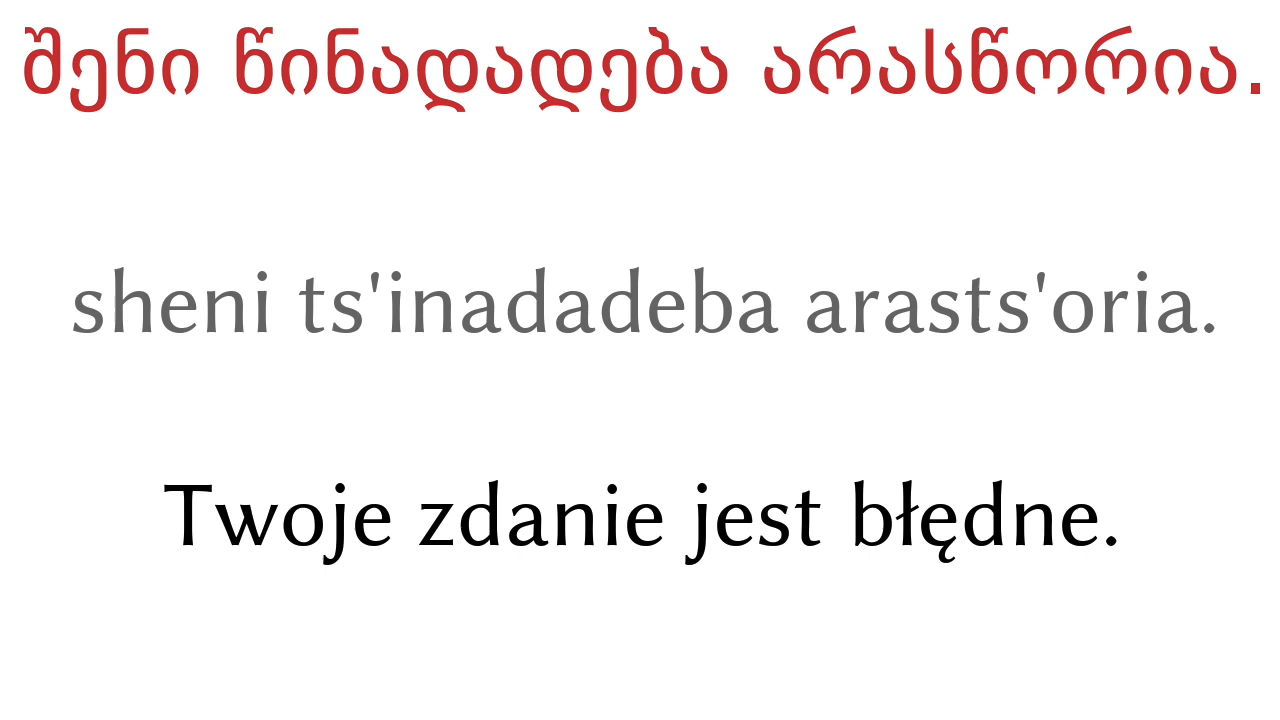 შენი წინადადება არასწორია.
sheni ts'inadadeba arasts'oria.
Twoje zdanie jest błędne.